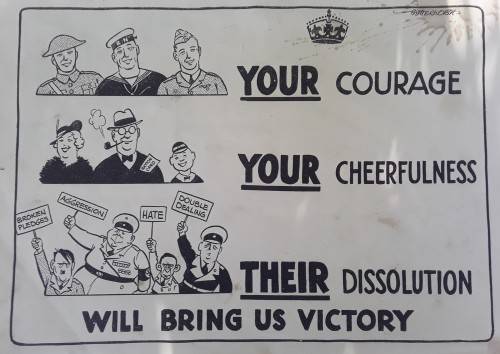 YOUR COURAGE
YOUR CHEERFULNESS
BROKEN
PLEDGES
AGGRESSION
HATE
DOUBLE
DEALING
THEIR DISSOLUTION
WILL BRING US VICTORY